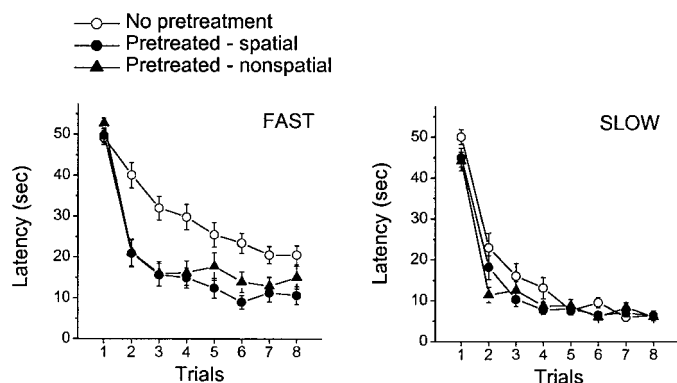 No pretreatment
Pretreated - spatial
Pretreated - nonspatial
FAST
Latency (sec)
50
40
30
20
10
0
1 2 3 4 5 6 7 8
Trials
SLOW
Latency (sec)
50
40
30
20
10
0
1 2 3 4 5 6 7 8
Trials